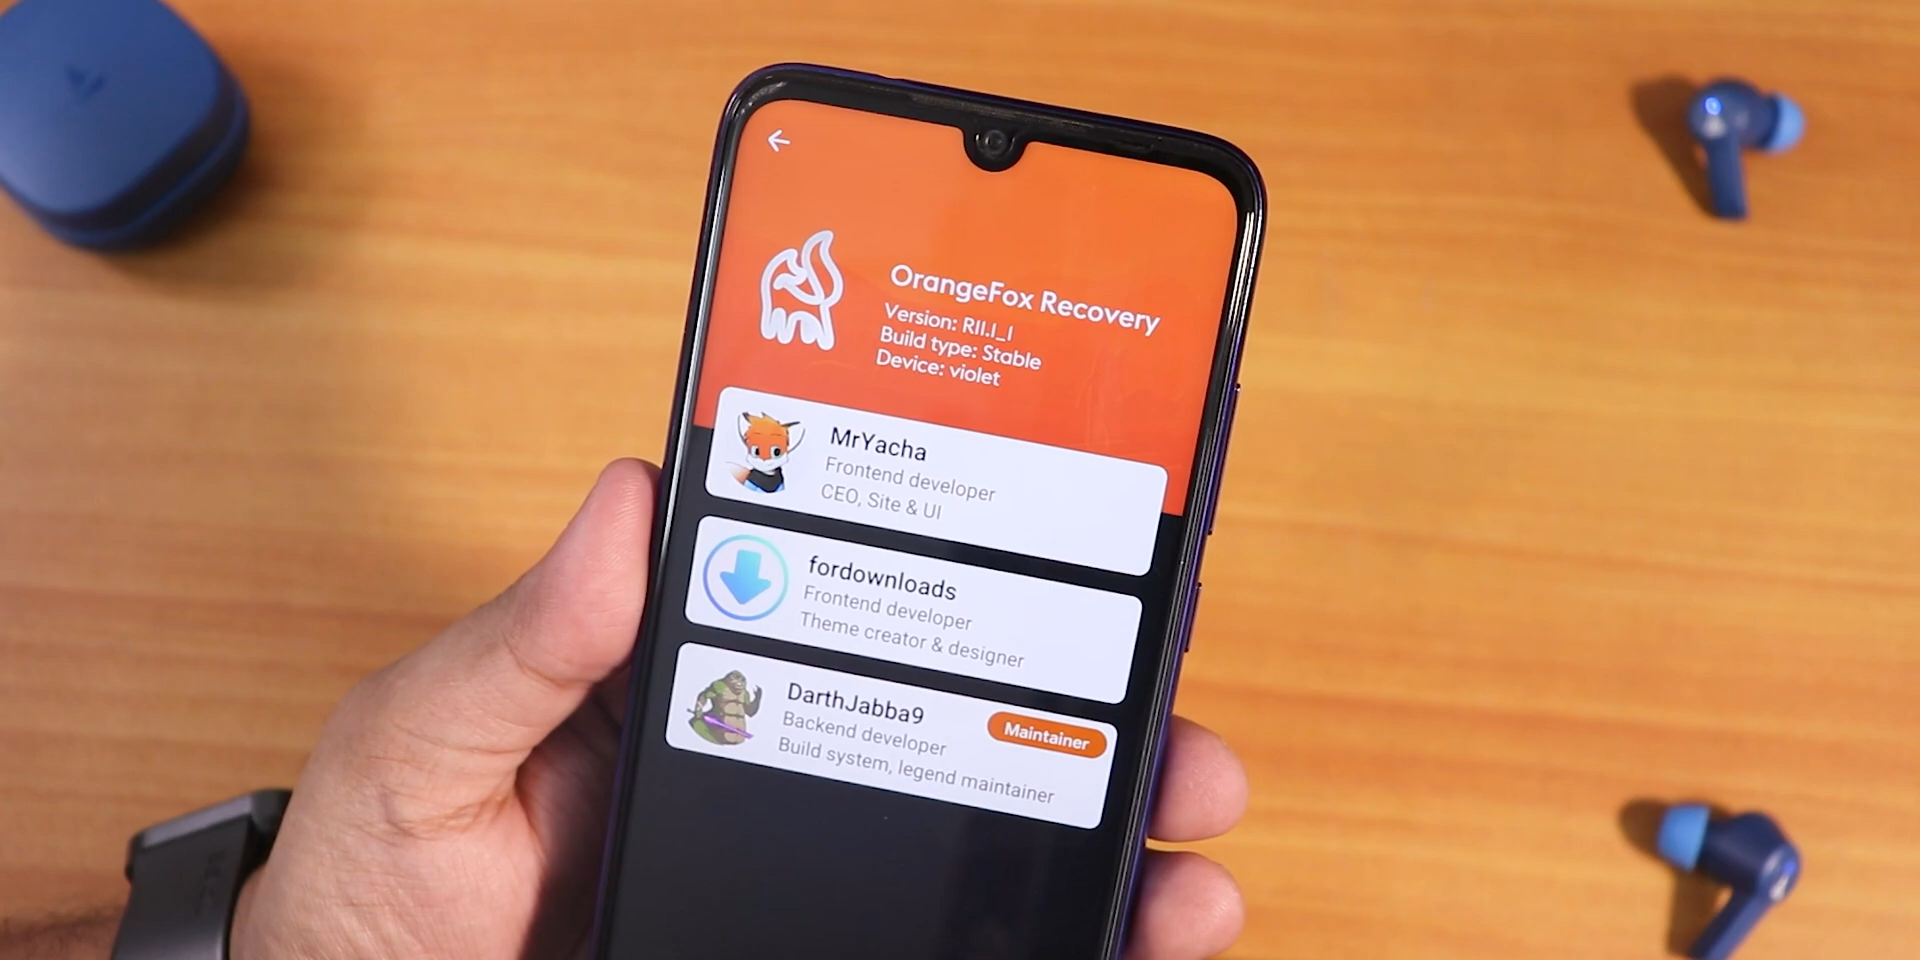 OrangeFox Recovery
Version: R11.1_1
Build type: Stable
Device: violet
MrYacha
Frontend developer
CEO, Site & UI
fordownloads
Frontend developer
Theme creator & designer
DarthJabba9
Maintainer
Backend developer
Build system, legend maintainer